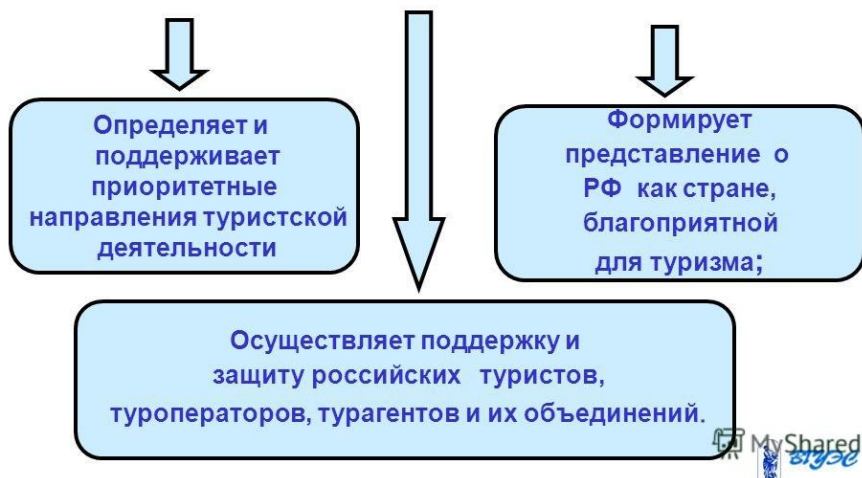 Определяет и
поддерживает
приоритетные
направления туристской
деятельности
Формирует
представление о
РФ как стране,
благоприятной
для туризма;
Осуществляет поддержку и
защиту российских туристов,
туроператоров, турагентов и их объединений.
MyShared
ВГУЭС